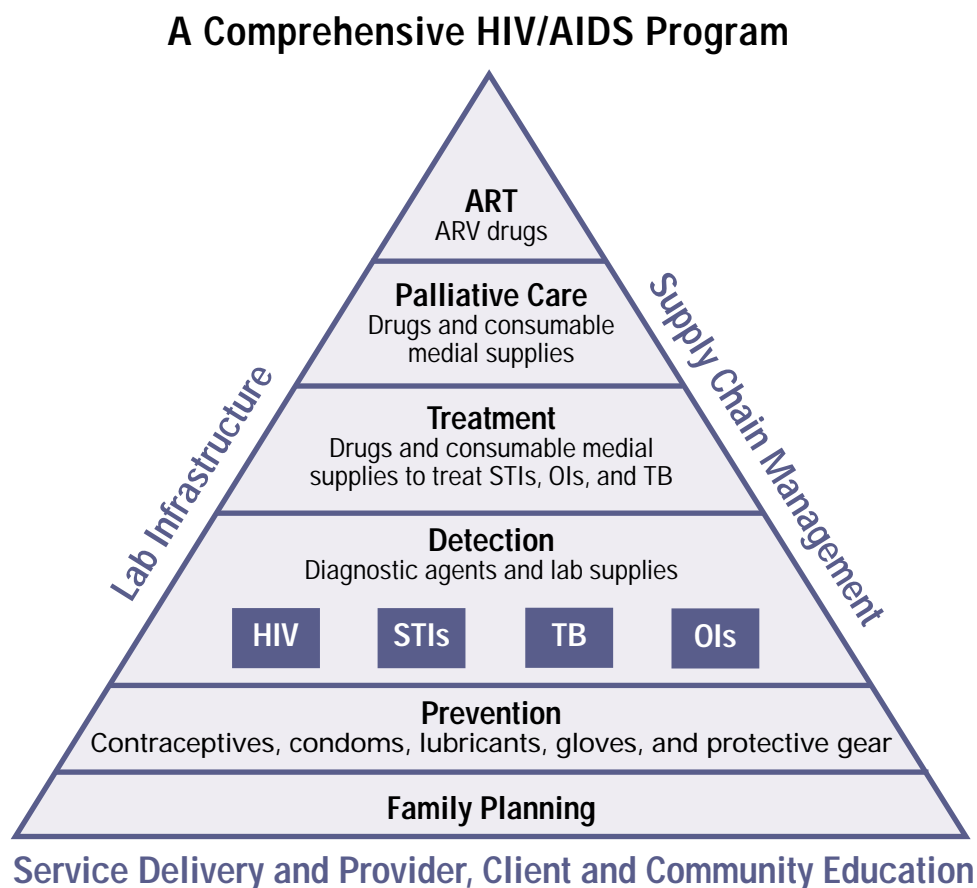 A Comprehensive HIV/AIDS Program
ART
ARV drugs
Palliative Care
Drugs and consumable
medial supplies
Treatment
Drugs and consumable medial
supplies to treat STIs, OIs, and TB
Detection
Diagnostic agents and lab supplies
HIV STIs TB OIs
Prevention
Contraceptives, condoms, lubricants, gloves, and protective gear
Family Planning
Lab Infrastructure
Supply Chain Management
Service Delivery and Provider, Client and Community Education